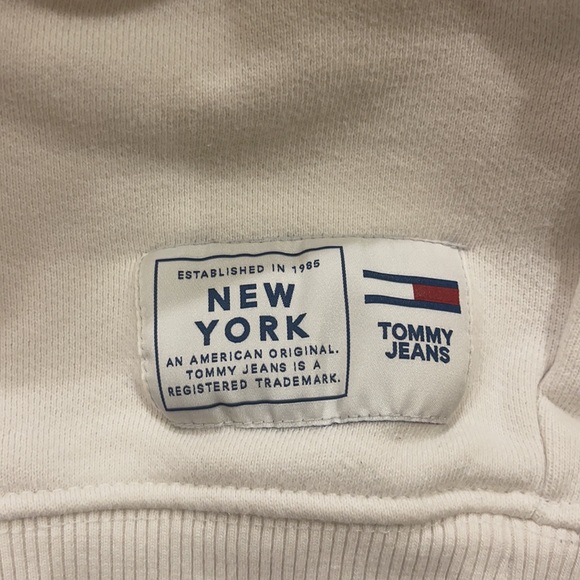 ESTABLISHED IN 1985
NEW
YORK
AN AMERICAN ORIGINAL.
TOMMY JEANS IS A
REGISTERED TRADEMARK.
TOMMY
JEANS